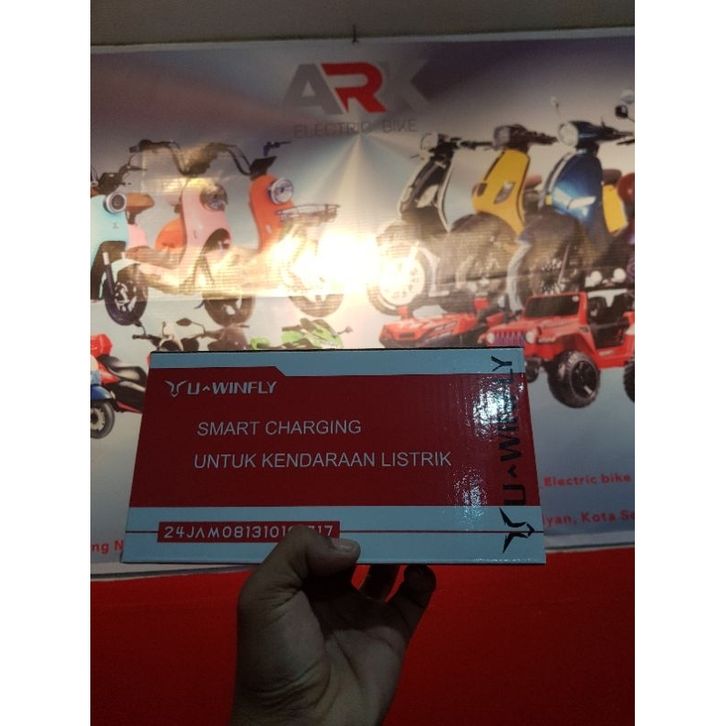 ARK
ELECTRIC BIKE
U^WINFLY
SMART CHARGING
UNTUK KENDARAAN LISTRIK
U^WINFLY
Electric bike
Kota